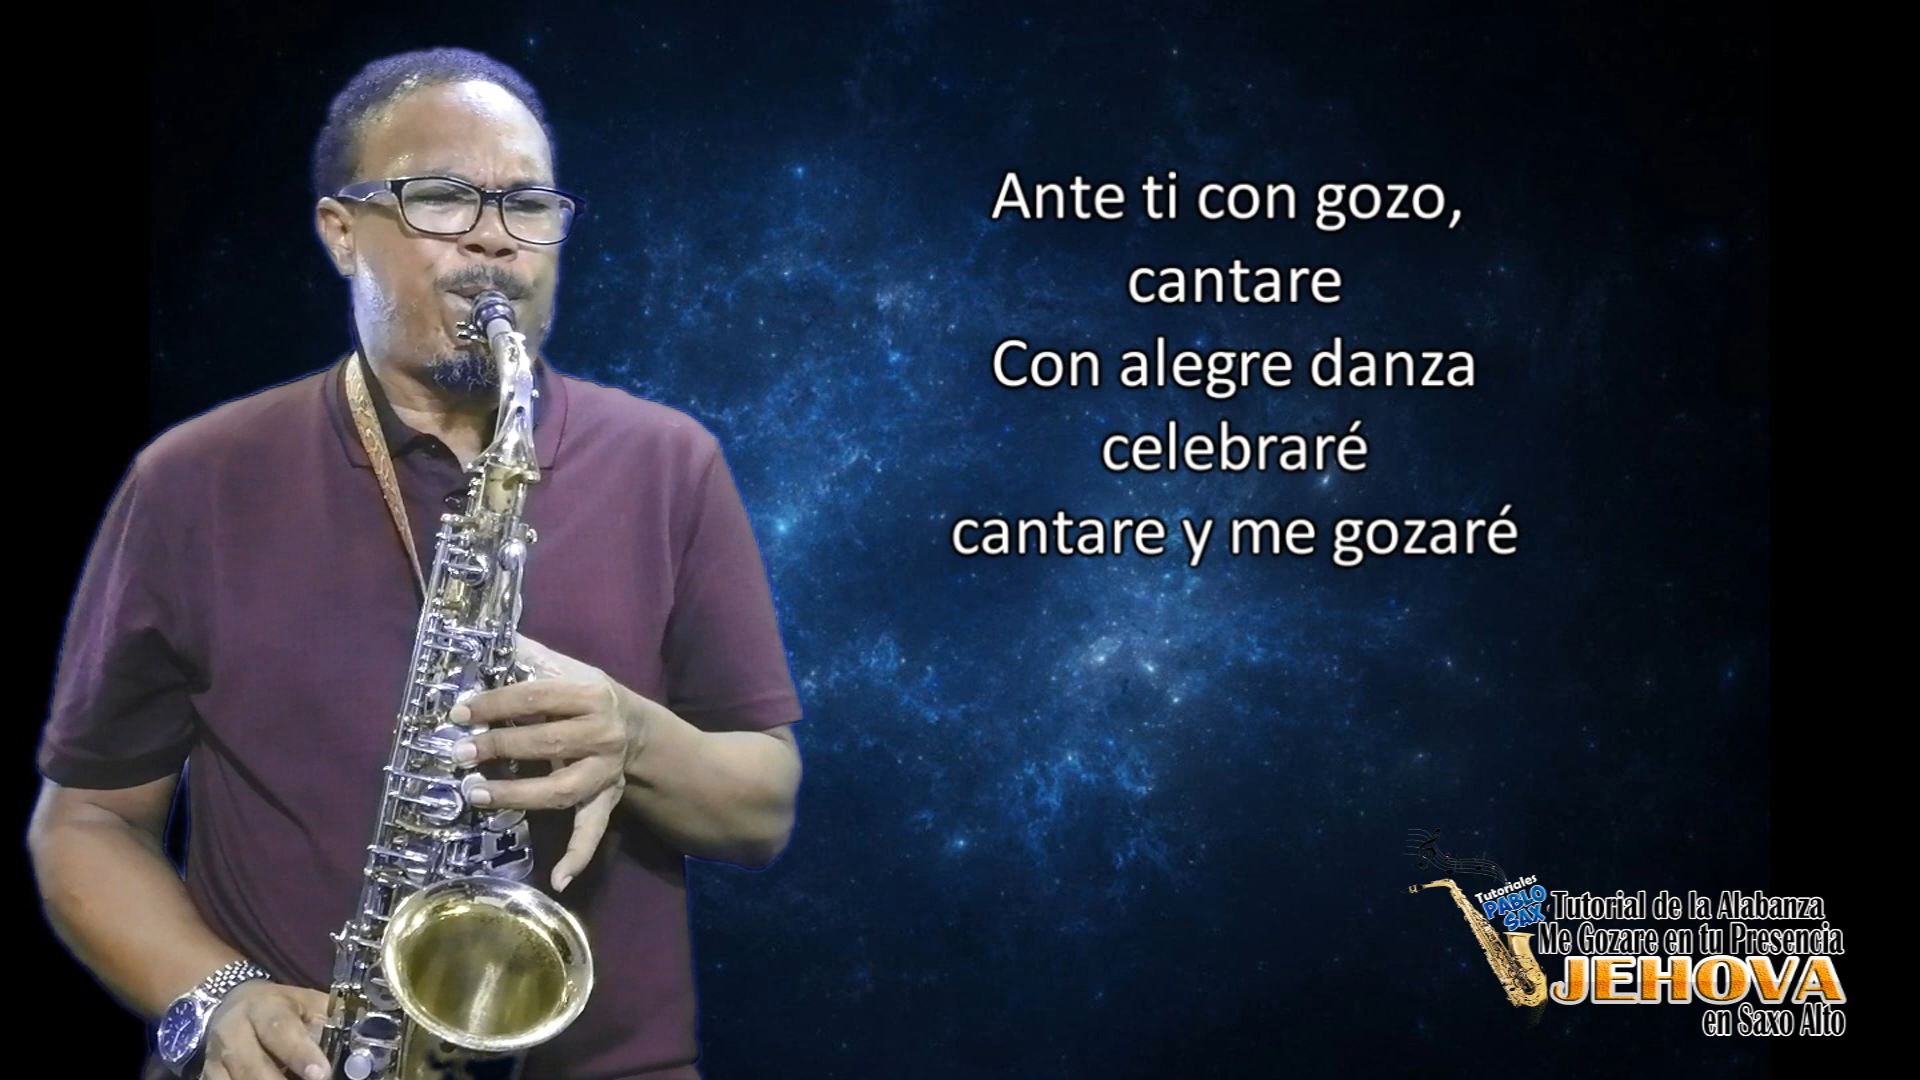 Ante ti con gozo,
cantare
Con alegre danza
celebraré
cantare y me gozaré
Tutoriales
PABLO
SAX
Tutorial de la Alabanza
Me Gozare en tu Presencia
JEHOVA
en Saxo Alto